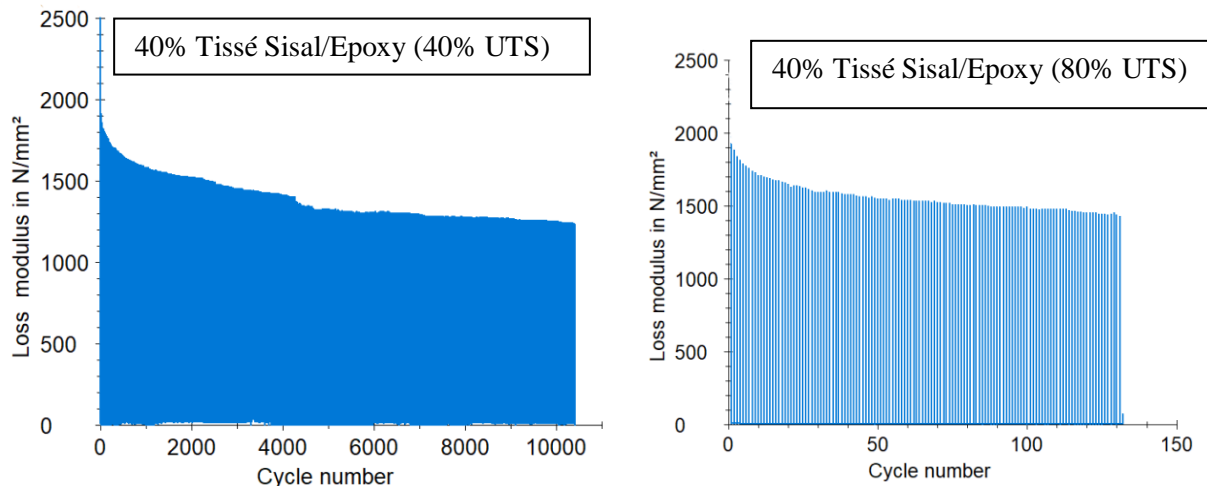 40% Tissé Sisal/Epoxy (40% UTS)
Loss modulus in N/mm²
2500
2000
1500
1000
500
0
0 2000 4000 6000 8000 10000
Cycle number
40% Tissé Sisal/Epoxy (80% UTS)
Loss modulus in N/mm²
2500
2000
1500
1000
500
0
0 50 100 150
Cycle number